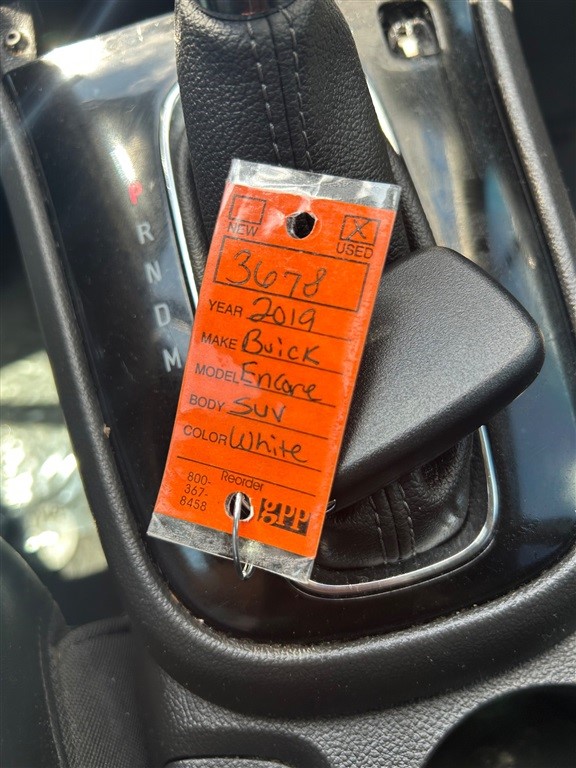 NEW X USED
3678
YEAR 2019
MAKE Buick
MODEL Encore
BODY SUV
COLOR White
Reorder
800-
367-
8458
gpp
P
R
N
D
M